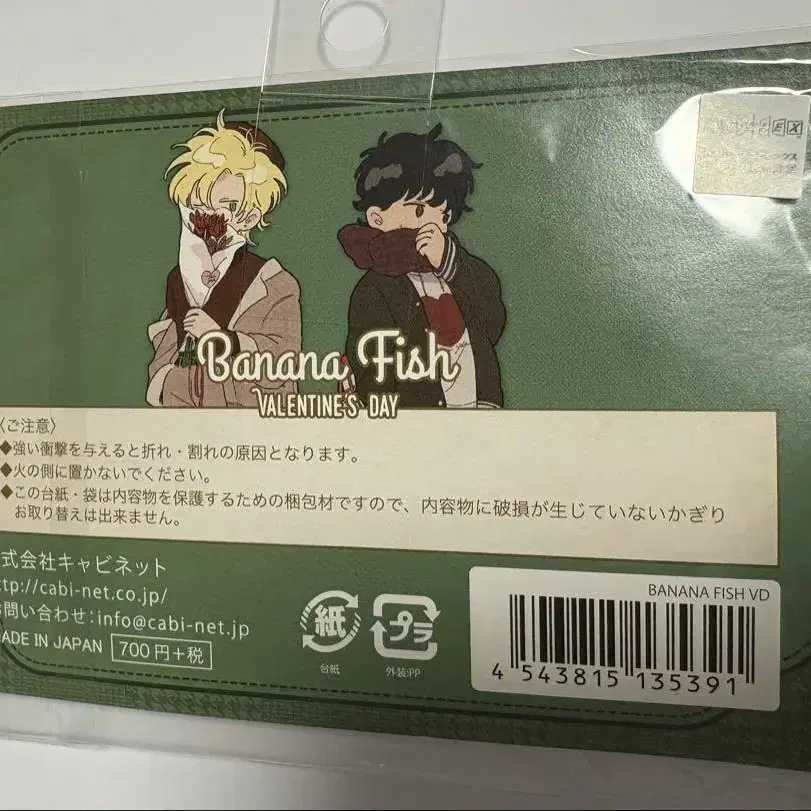 Banana Fish
VALENTINE'S DAY
〈ご注意〉
◆強い衝撃を与えると折れ・割れの原因となります。
◆火の側に置かないでください。
◆この台紙・袋は内容物を保護するための梱包材ですので、内容物に破損が生じていないかぎり
お取り替えは出来ません。
式会社キャビネット
ttp://cabi-net.co.jp/
問い合わせ:info@cabi-net.jp
ADE IN JAPAN 700円+税
紙
台紙
プラ
外装:PP
BANANA FISH VD
4 543815 135391